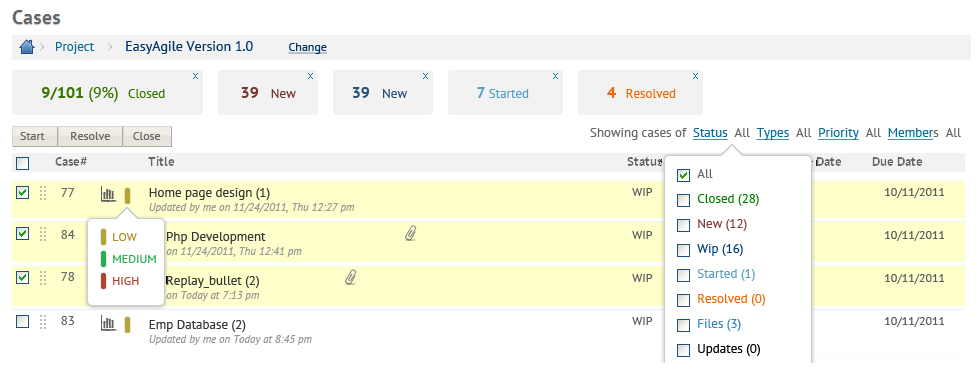 Cases
Project EasyAgile Version 1.0 Change
9/101 (9%) Closed x
39 New x
39 New x
7 Started x
4 Resolved x
Start Resolve Close
Showing cases of Status All Types All Priority All Members All
Case# Title Status Date Due Date
77 Home page design (1) WIP 10/11/2011
Updated by me on 11/24/2011, Thu 12:27 pm
84 Php Development WIP 10/11/2011
on 11/24/2011, Thu 12:41 pm
78 Replay_bullet (2) WIP 10/11/2011
on Today at 7:13 pm
83 Emp Database (2) WIP 10/11/2011
Updated by me on Today at 8:45 pm
LOW
MEDIUM
HIGH
All
Closed (28)
New (12)
Wip (16)
Started (1)
Resolved (0)
Files (3)
Updates (0)